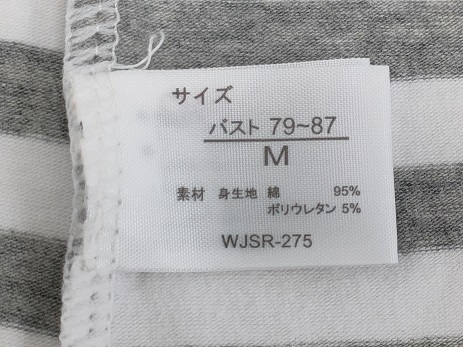 サイズ
バスト 79~87
M
素材 身生地 綿 95%
ポリウレタン 5%
WJSR-275